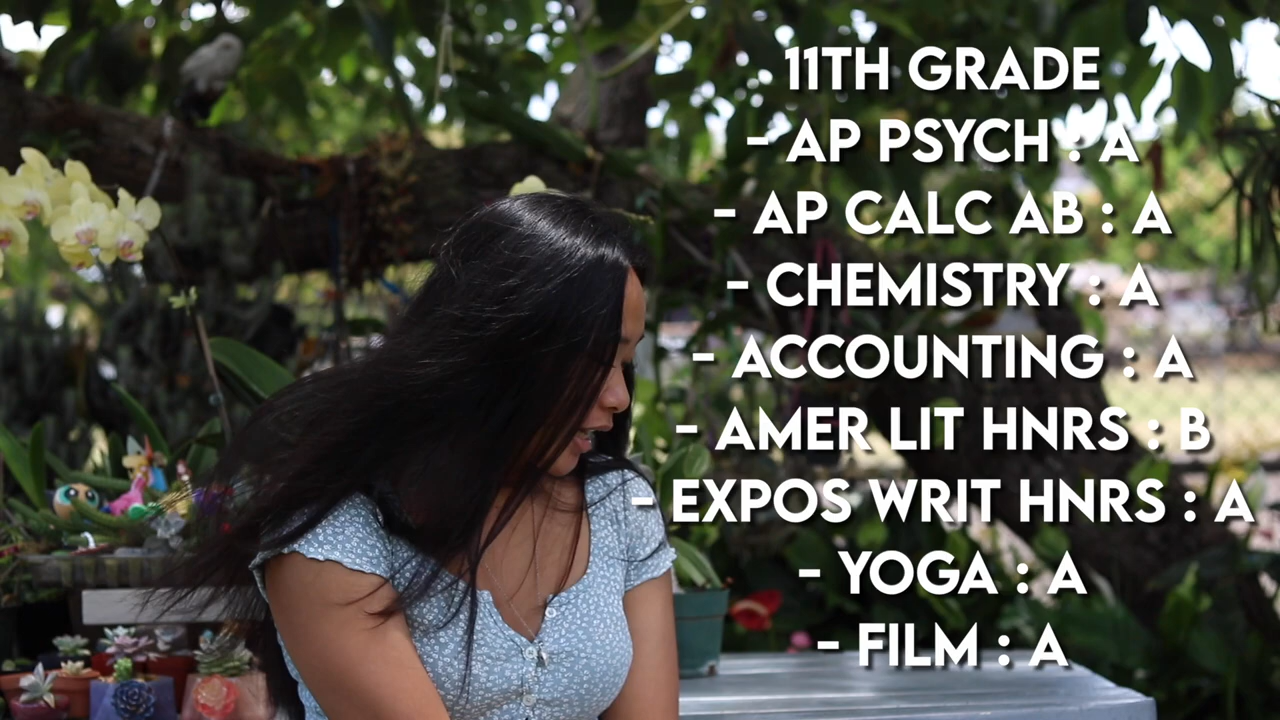 11TH GRADE
- AP PSYCH : A
- AP CALC AB : A
- CHEMISTRY : A
- ACCOUNTING : A
- AMER LIT HNRS : B
- EXPOS WRIT HNRS : A
- YOGA : A
- FILM : A